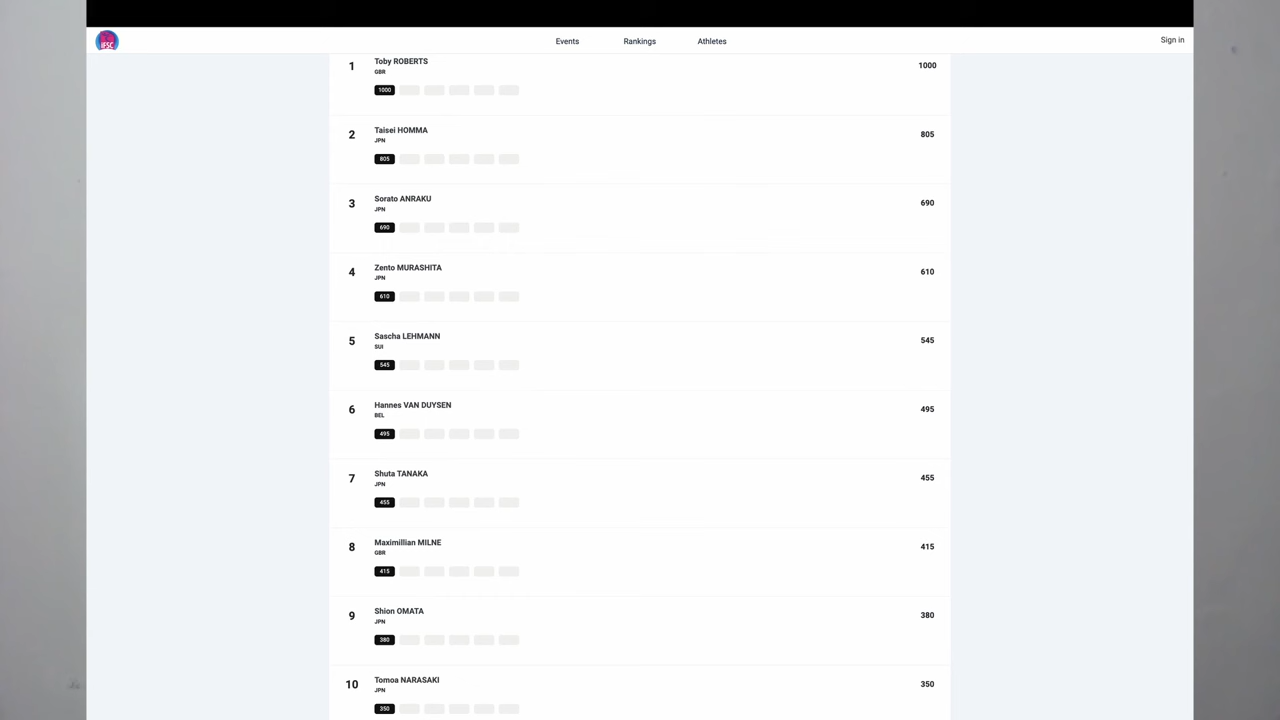 IFSC
Events Rankings Athletes Sign in
1 Toby ROBERTS 1000
GBR
1000
2 Taisei HOMMA 805
JPN
805
3 Sorato ANRAKU 690
JPN
690
4 Zento MURASHITA 610
JPN
610
5 Sascha LEHMANN 545
SUI
545
6 Hannes VAN DUYSEN 495
BEL
495
7 Shuta TANAKA 455
JPN
455
8 Maximillian MILNE 415
GBR
415
9 Shion OMATA 380
JPN
380
10 Tomoa NARASAKI 350
JPN
350